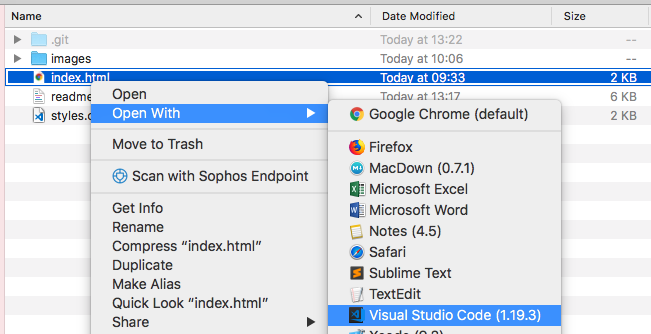 Name Date Modified Size
.git Today at 13:22 --
images Today at 10:06 --
index.html Today at 09:33 2 KB
readme Today at 13:17 6 KB
styles.c Today at 09:33 2 KB
Open
Open With
Move to Trash
Scan with Sophos Endpoint
Get Info
Rename
Compress “index.html”
Duplicate
Make Alias
Quick Look “index.html”
Share
Google Chrome (default)
Firefox
MacDown (0.7.1)
Microsoft Excel
Microsoft Word
Notes (4.5)
Safari
Sublime Text
TextEdit
Visual Studio Code (1.19.3)